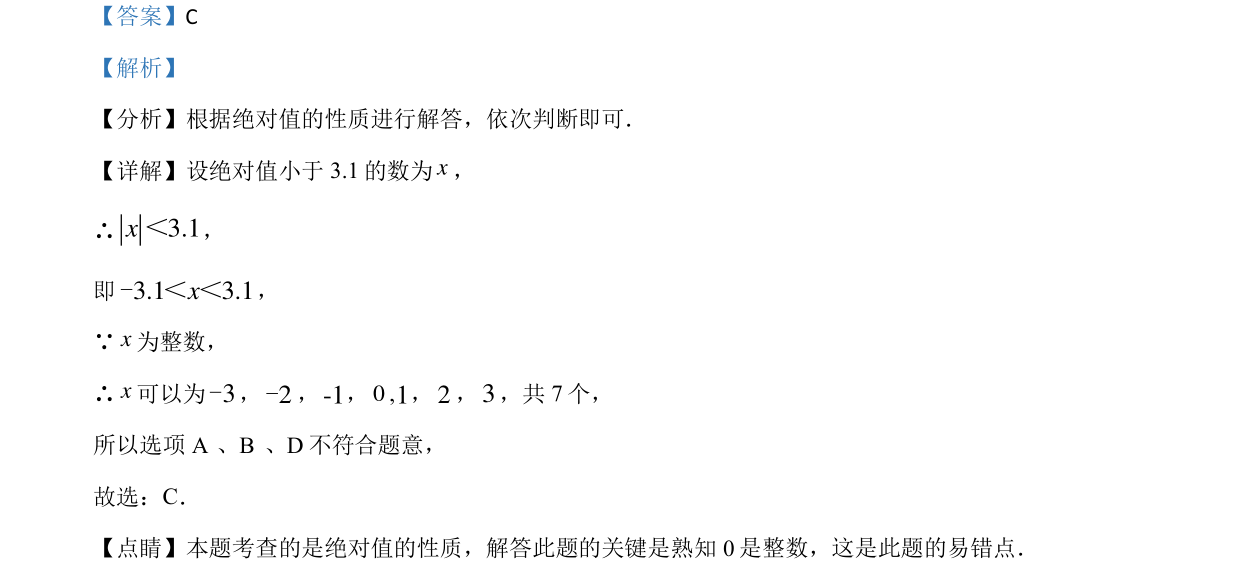 【答案】C
【解析】
【分析】根据绝对值的性质进行解答，依次判断即可．
【详解】设绝对值小于 3.1 的数为 x，
∴|x|＜3.1，
即 −3.1＜x＜3.1，
∵ x 为整数，
∴ x 可以为 −3，−2，-1，0 ,1，2，3，共 7 个，
所以选项 A 、B 、D 不符合题意，
故选：C．
【点睛】本题考查的是绝对值的性质，解答此题的关键是熟知 0 是整数，这是此题的易错点．